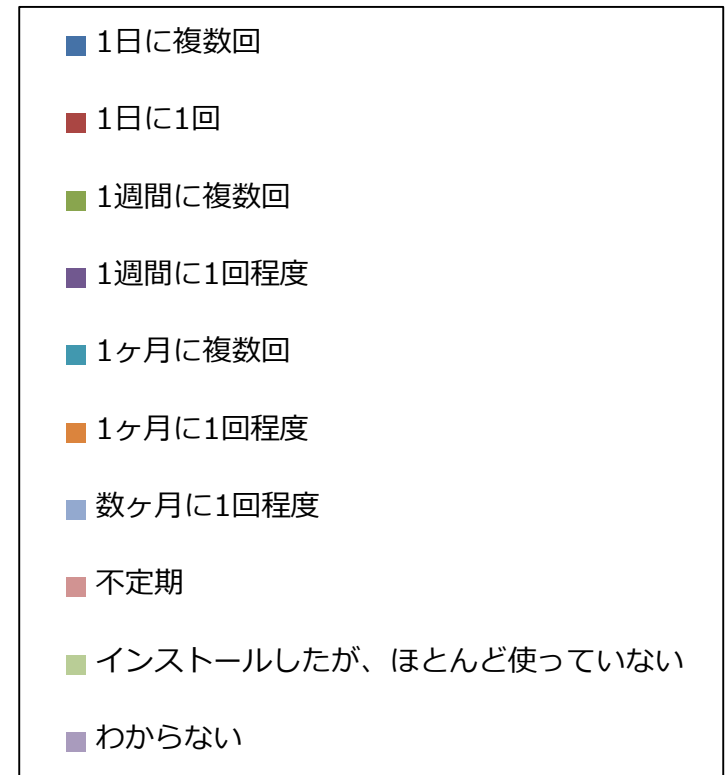 1日に複数回
1日に1回
1週間に複数回
1週間に1回程度
1ヶ月に複数回
1ヶ月に1回程度
数ヶ月に1回程度
不定期
インストールしたが、ほとんど使っていない
わからない